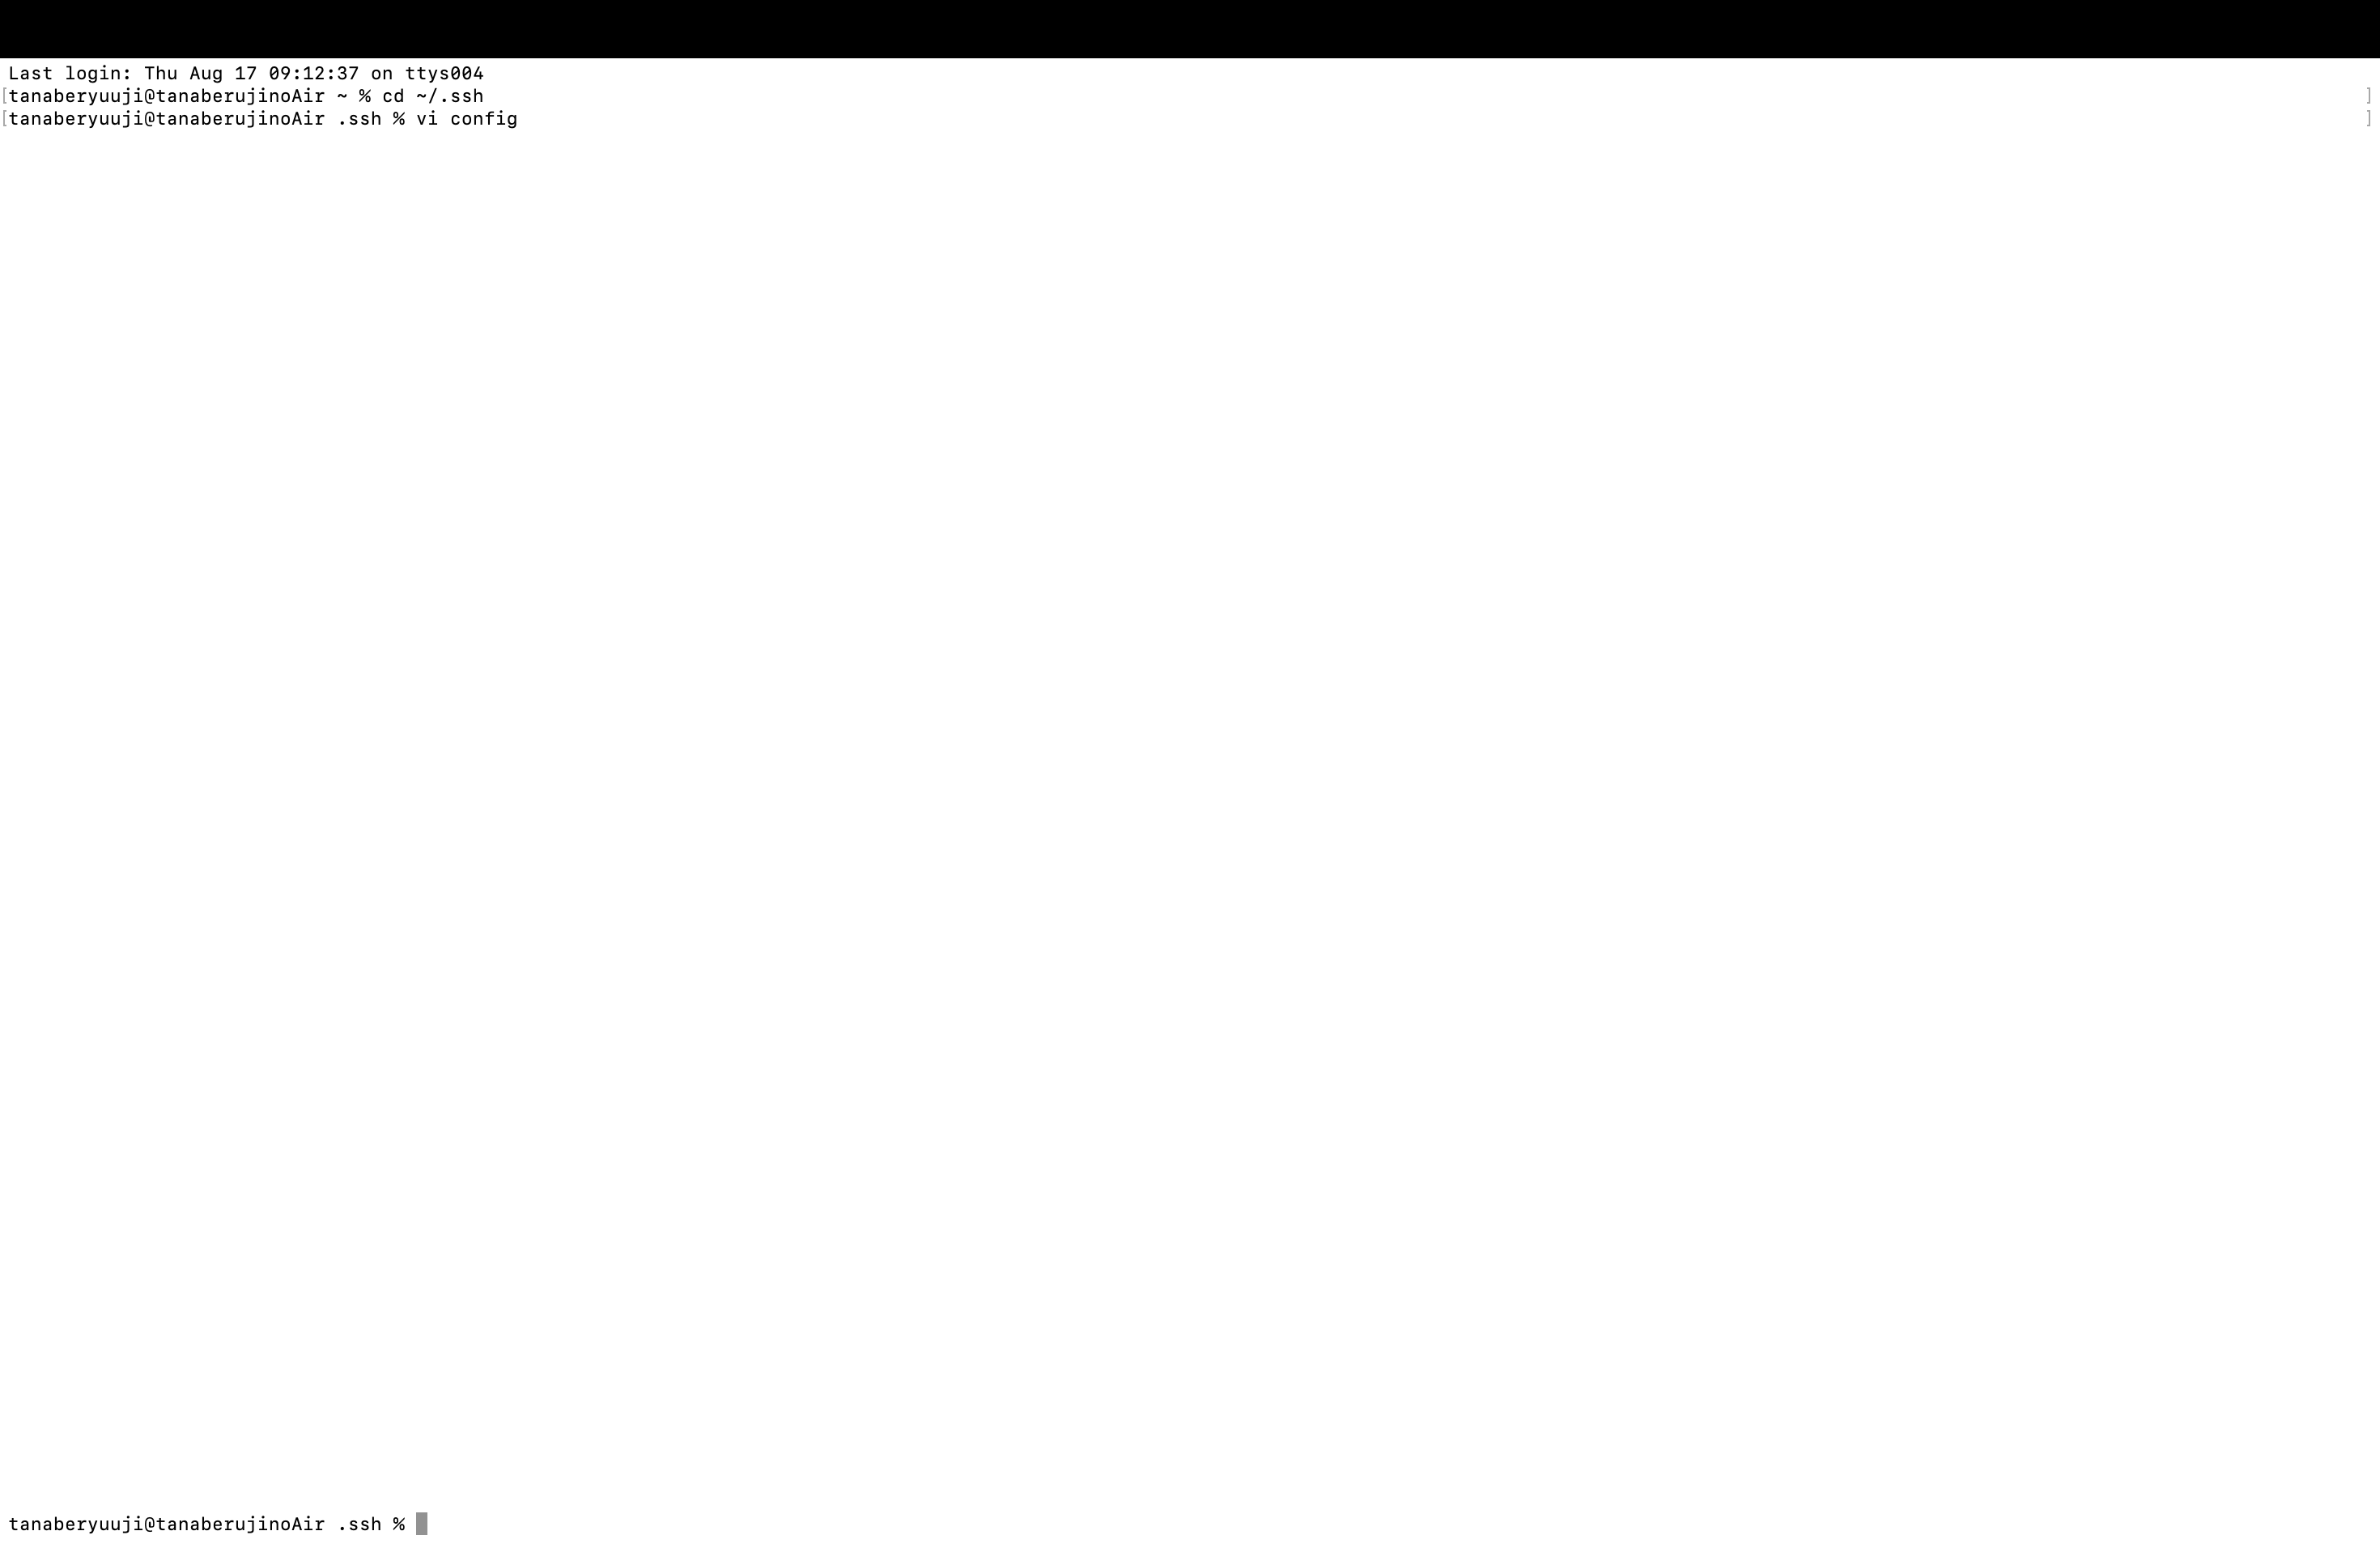 Last login: Thu Aug 17 09:12:37 on ttys004
[tanaberyuuji@tanaberujinoAir ~ % cd ~/.ssh ]
[tanaberyuuji@tanaberujinoAir .ssh % vi config ]
tanaberyuuji@tanaberujinoAir .ssh %